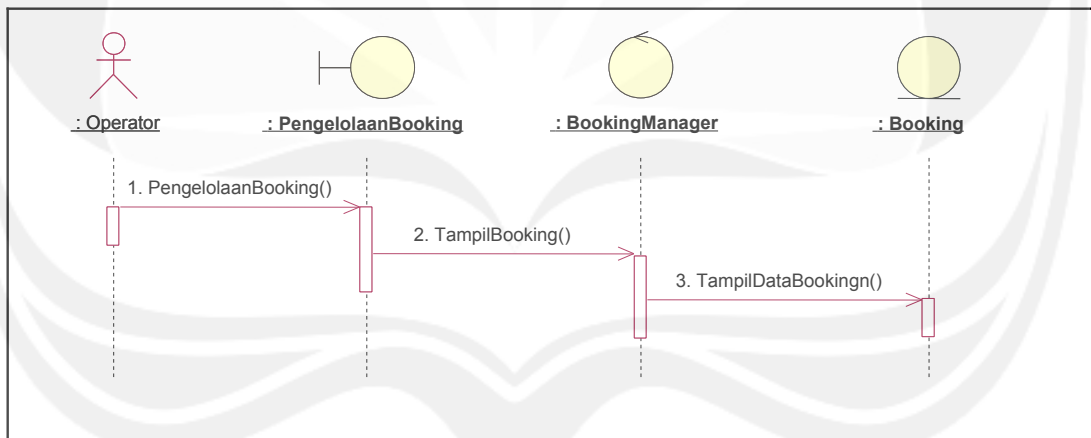 : Operator
: PengelolaanBooking
: BookingManager
: Booking
1. PengelolaanBooking()
2. TampilBooking()
3. TampilDataBookingn()